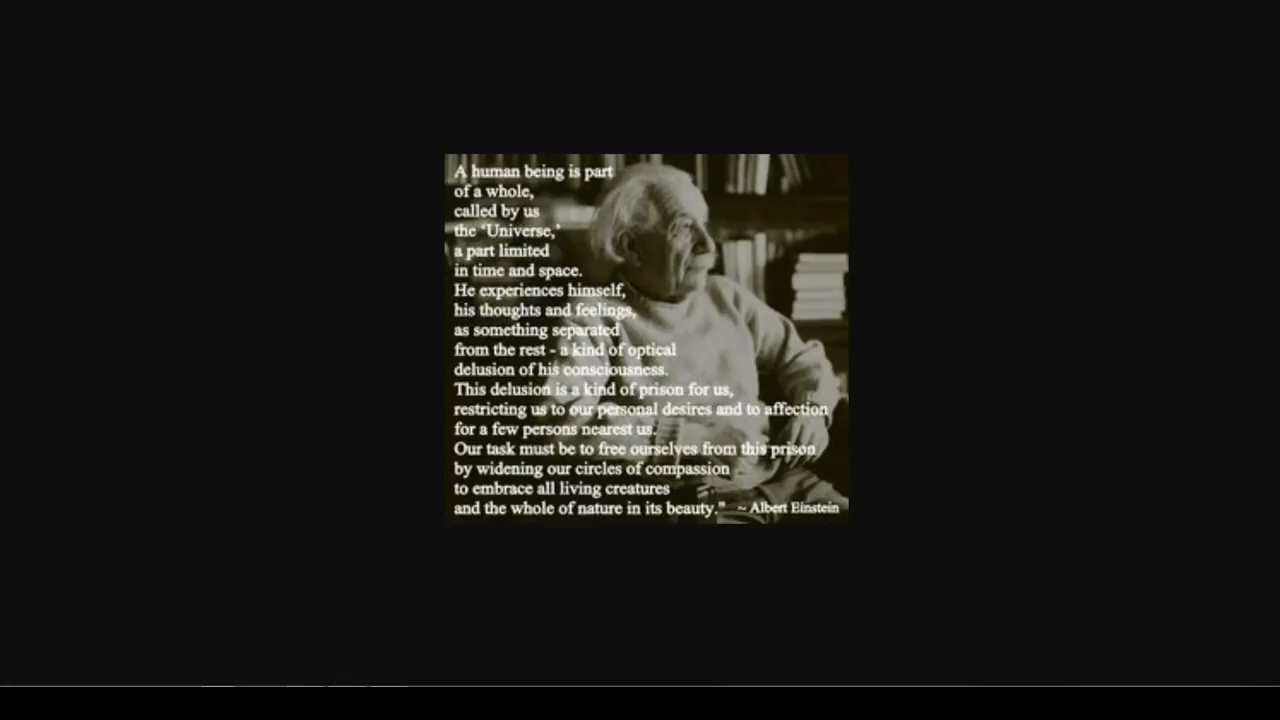 A human being is part
of a whole,
called by us
the 'Universe,'
a part limited
in time and space.
He experiences himself,
his thoughts and feelings,
as something separated
from the rest - a kind of optical
delusion of his consciousness.
This delusion is a kind of prison for us,
restricting us to our personal desires and to affection
for a few persons nearest us.
Our task must be to free ourselves from this prison
by widening our circles of compassion
to embrace all living creatures
and the whole of nature in its beauty." ~ Albert Einstein